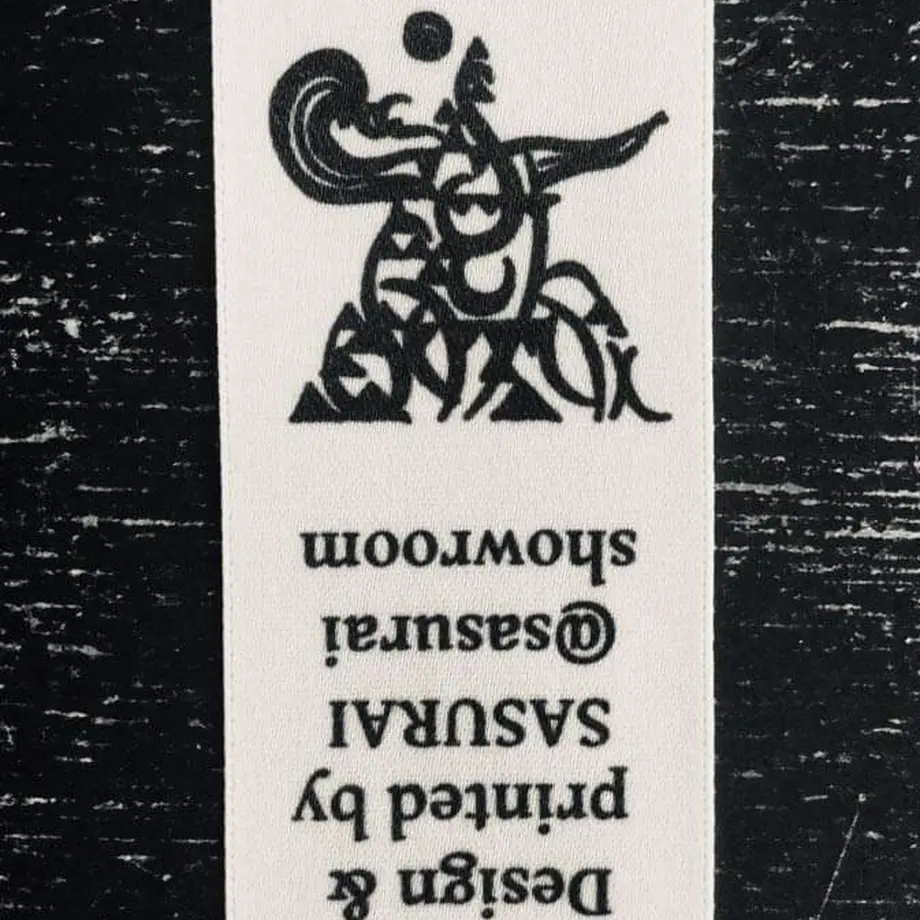 Design &
printed by
SASURAI
@sasurai
showroom